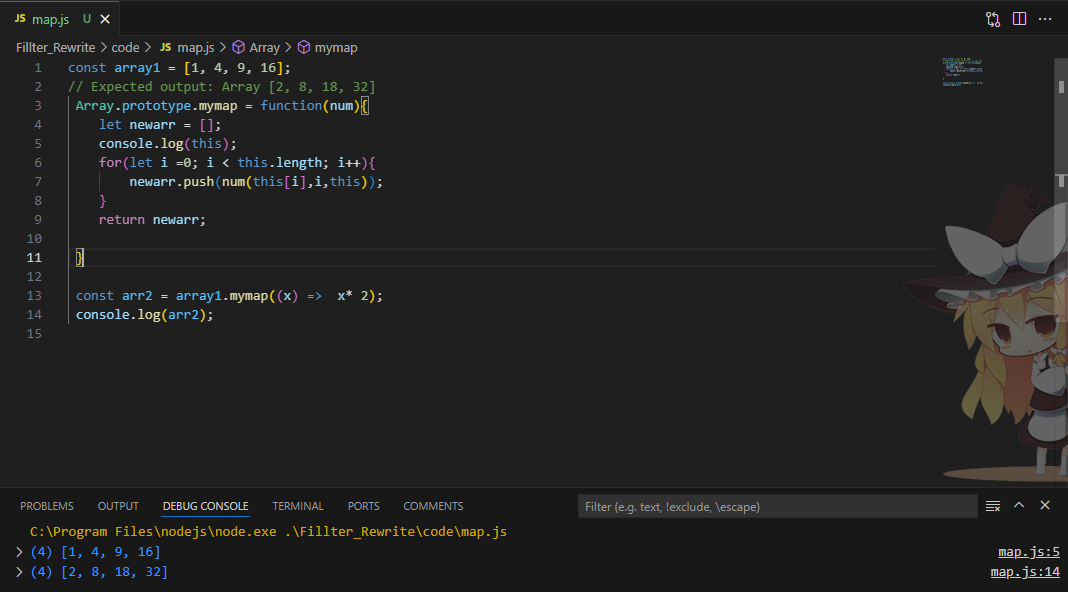 JS map.js U
Fillter_Rewrite > code > JS map.js > Array > mymap
1 const array1 = [1, 4, 9, 16];
2 // Expected output: Array [2, 8, 18, 32]
3 Array.prototype.mymap = function(num){
4 let newarr = [];
5 console.log(this);
6 for(let i =0; i < this.length; i++){
7 newarr.push(num(this[i],i,this));
8 }
9 return newarr;
10
11 }
12
13 const arr2 = array1.mymap((x) =>  x* 2);
14 console.log(arr2);
15
PROBLEMS OUTPUT DEBUG CONSOLE TERMINAL PORTS COMMENTS Filter (e.g. text, !exclude, \escape)
C:\Program Files\nodejs\node.exe .\Fillter_Rewrite\code\map.js
> (4) [1, 4, 9, 16] map.js:5
> (4) [2, 8, 18, 32] map.js:14